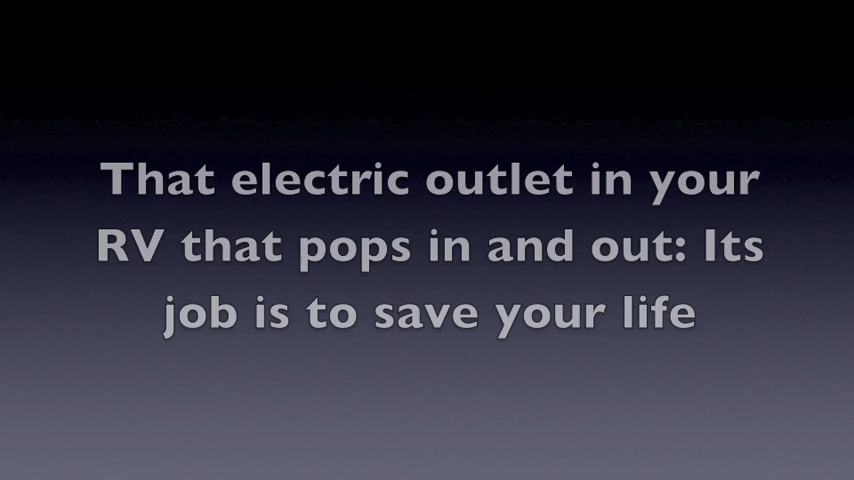 That electric outlet in your
RV that pops in and out: Its
job is to save your life